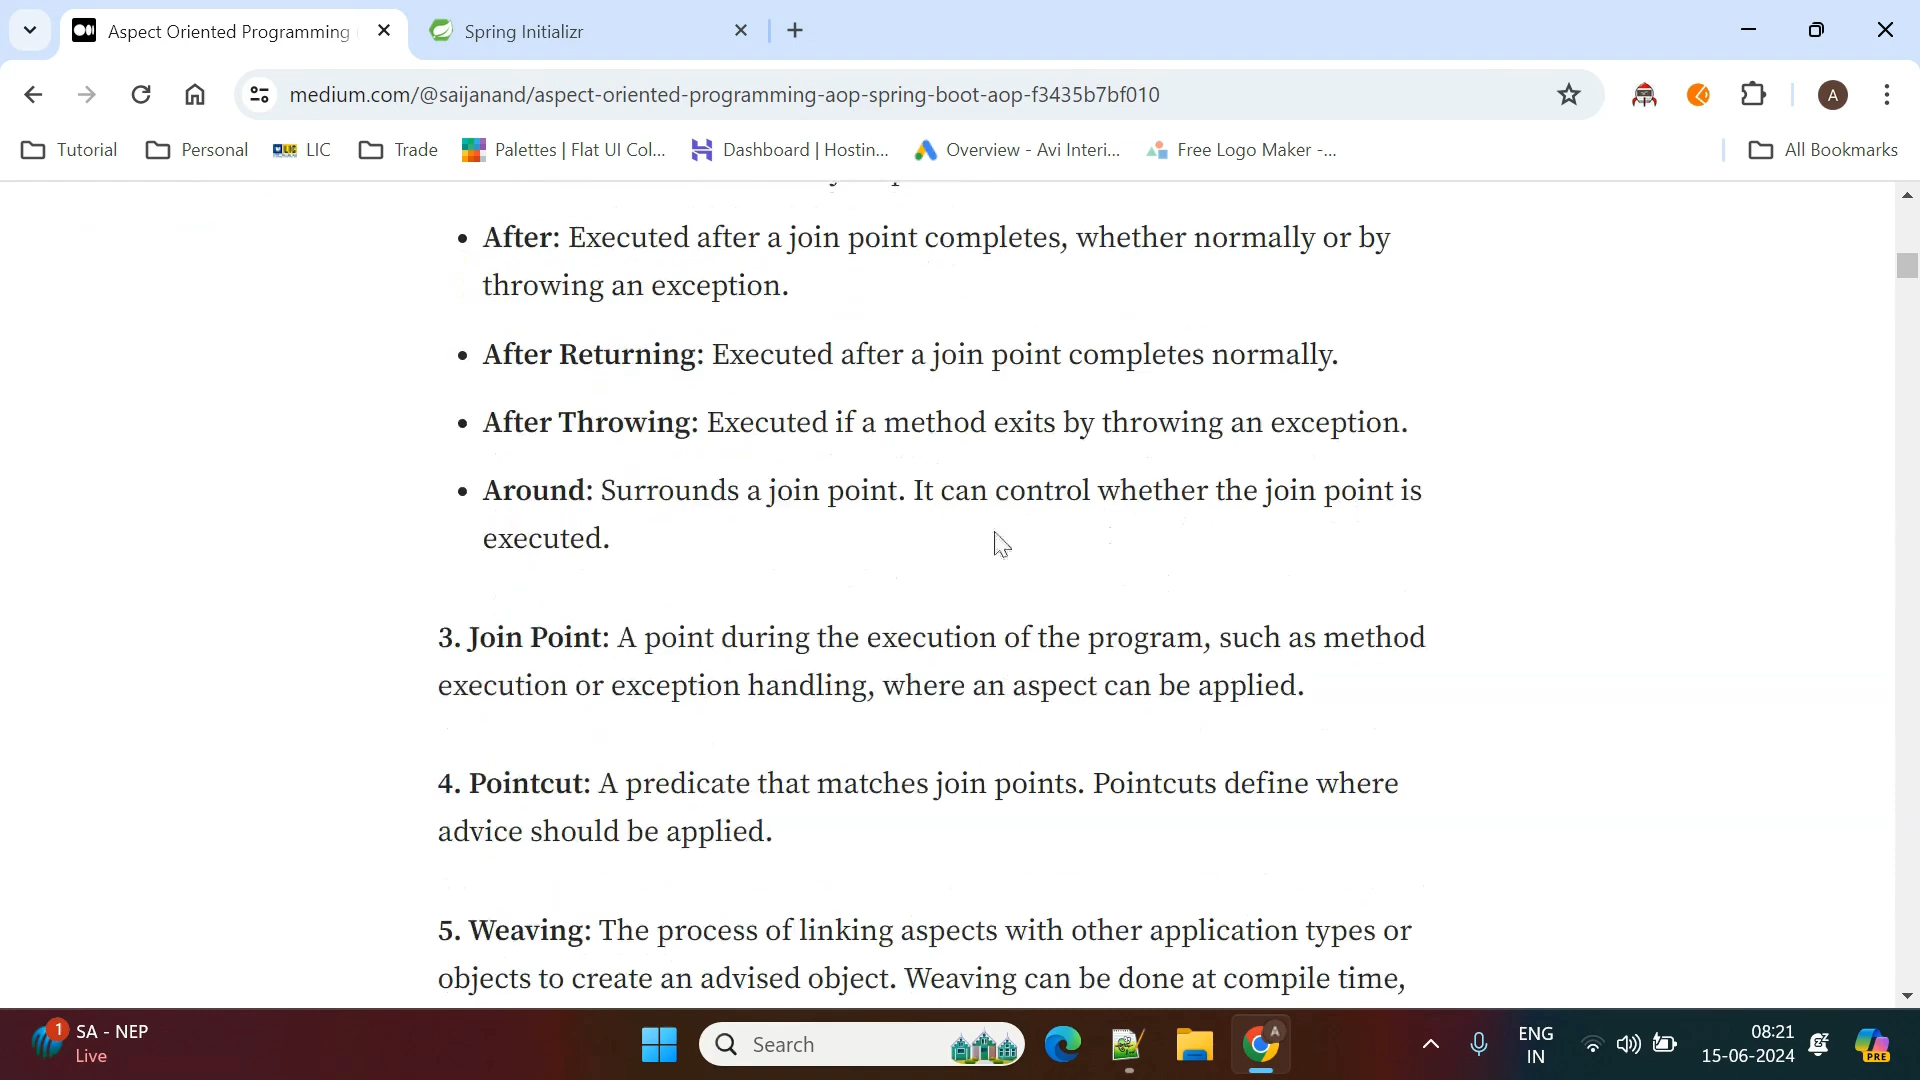 Aspect Oriented Programming
Spring Initializr
medium.com/@saijanand/aspect-oriented-programming-aop-spring-boot-aop-f3435b7bf010
A
Tutorial
Personal
LIC
Trade
Palettes | Flat UI Col...
Dashboard | Hostin...
Overview - Avi Interi...
Free Logo Maker -...
All Bookmarks
• After: Executed after a join point completes, whether normally or by
throwing an exception.
• After Returning: Executed after a join point completes normally.
• After Throwing: Executed if a method exits by throwing an exception.
• Around: Surrounds a join point. It can control whether the join point is
executed.
3. Join Point: A point during the execution of the program, such as method
execution or exception handling, where an aspect can be applied.
4. Pointcut: A predicate that matches join points. Pointcuts define where
advice should be applied.
5. Weaving: The process of linking aspects with other application types or
objects to create an advised object. Weaving can be done at compile time,
1
SA - NEP
Live
Search
A
ENG
IN
08:21
15-06-2024
PRE